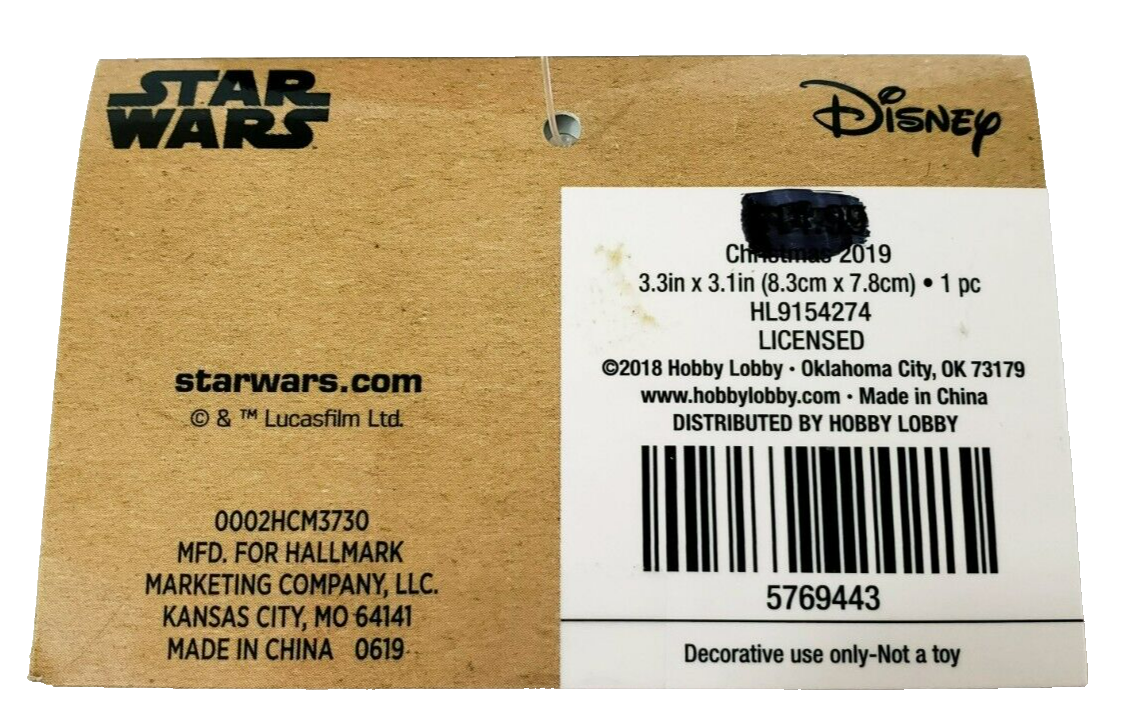 STAR
WARS
DISNEY
starwars.com
© & ™ Lucasfilm Ltd.
0002HCM3730
MFD. FOR HALLMARK
MARKETING COMPANY, LLC.
KANSAS CITY, MO 64141
MADE IN CHINA 0619
Christmas 2019
3.3in x 3.1in (8.3cm x 7.8cm) • 1 pc
HL9154274
LICENSED
©2018 Hobby Lobby • Oklahoma City, OK 73179
www.hobbylobby.com • Made in China
DISTRIBUTED BY HOBBY LOBBY
5769443
Decorative use only-Not a toy